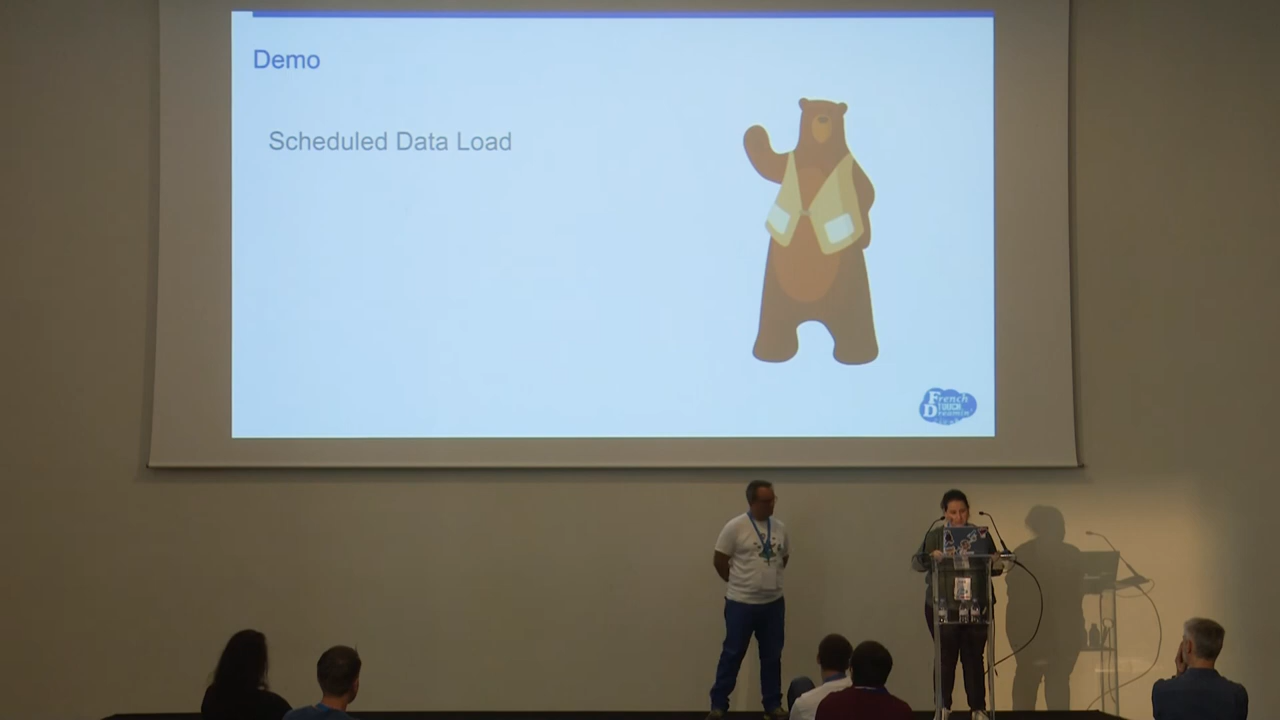 Demo
Scheduled Data Load
French
TOUCH
Dreamin'